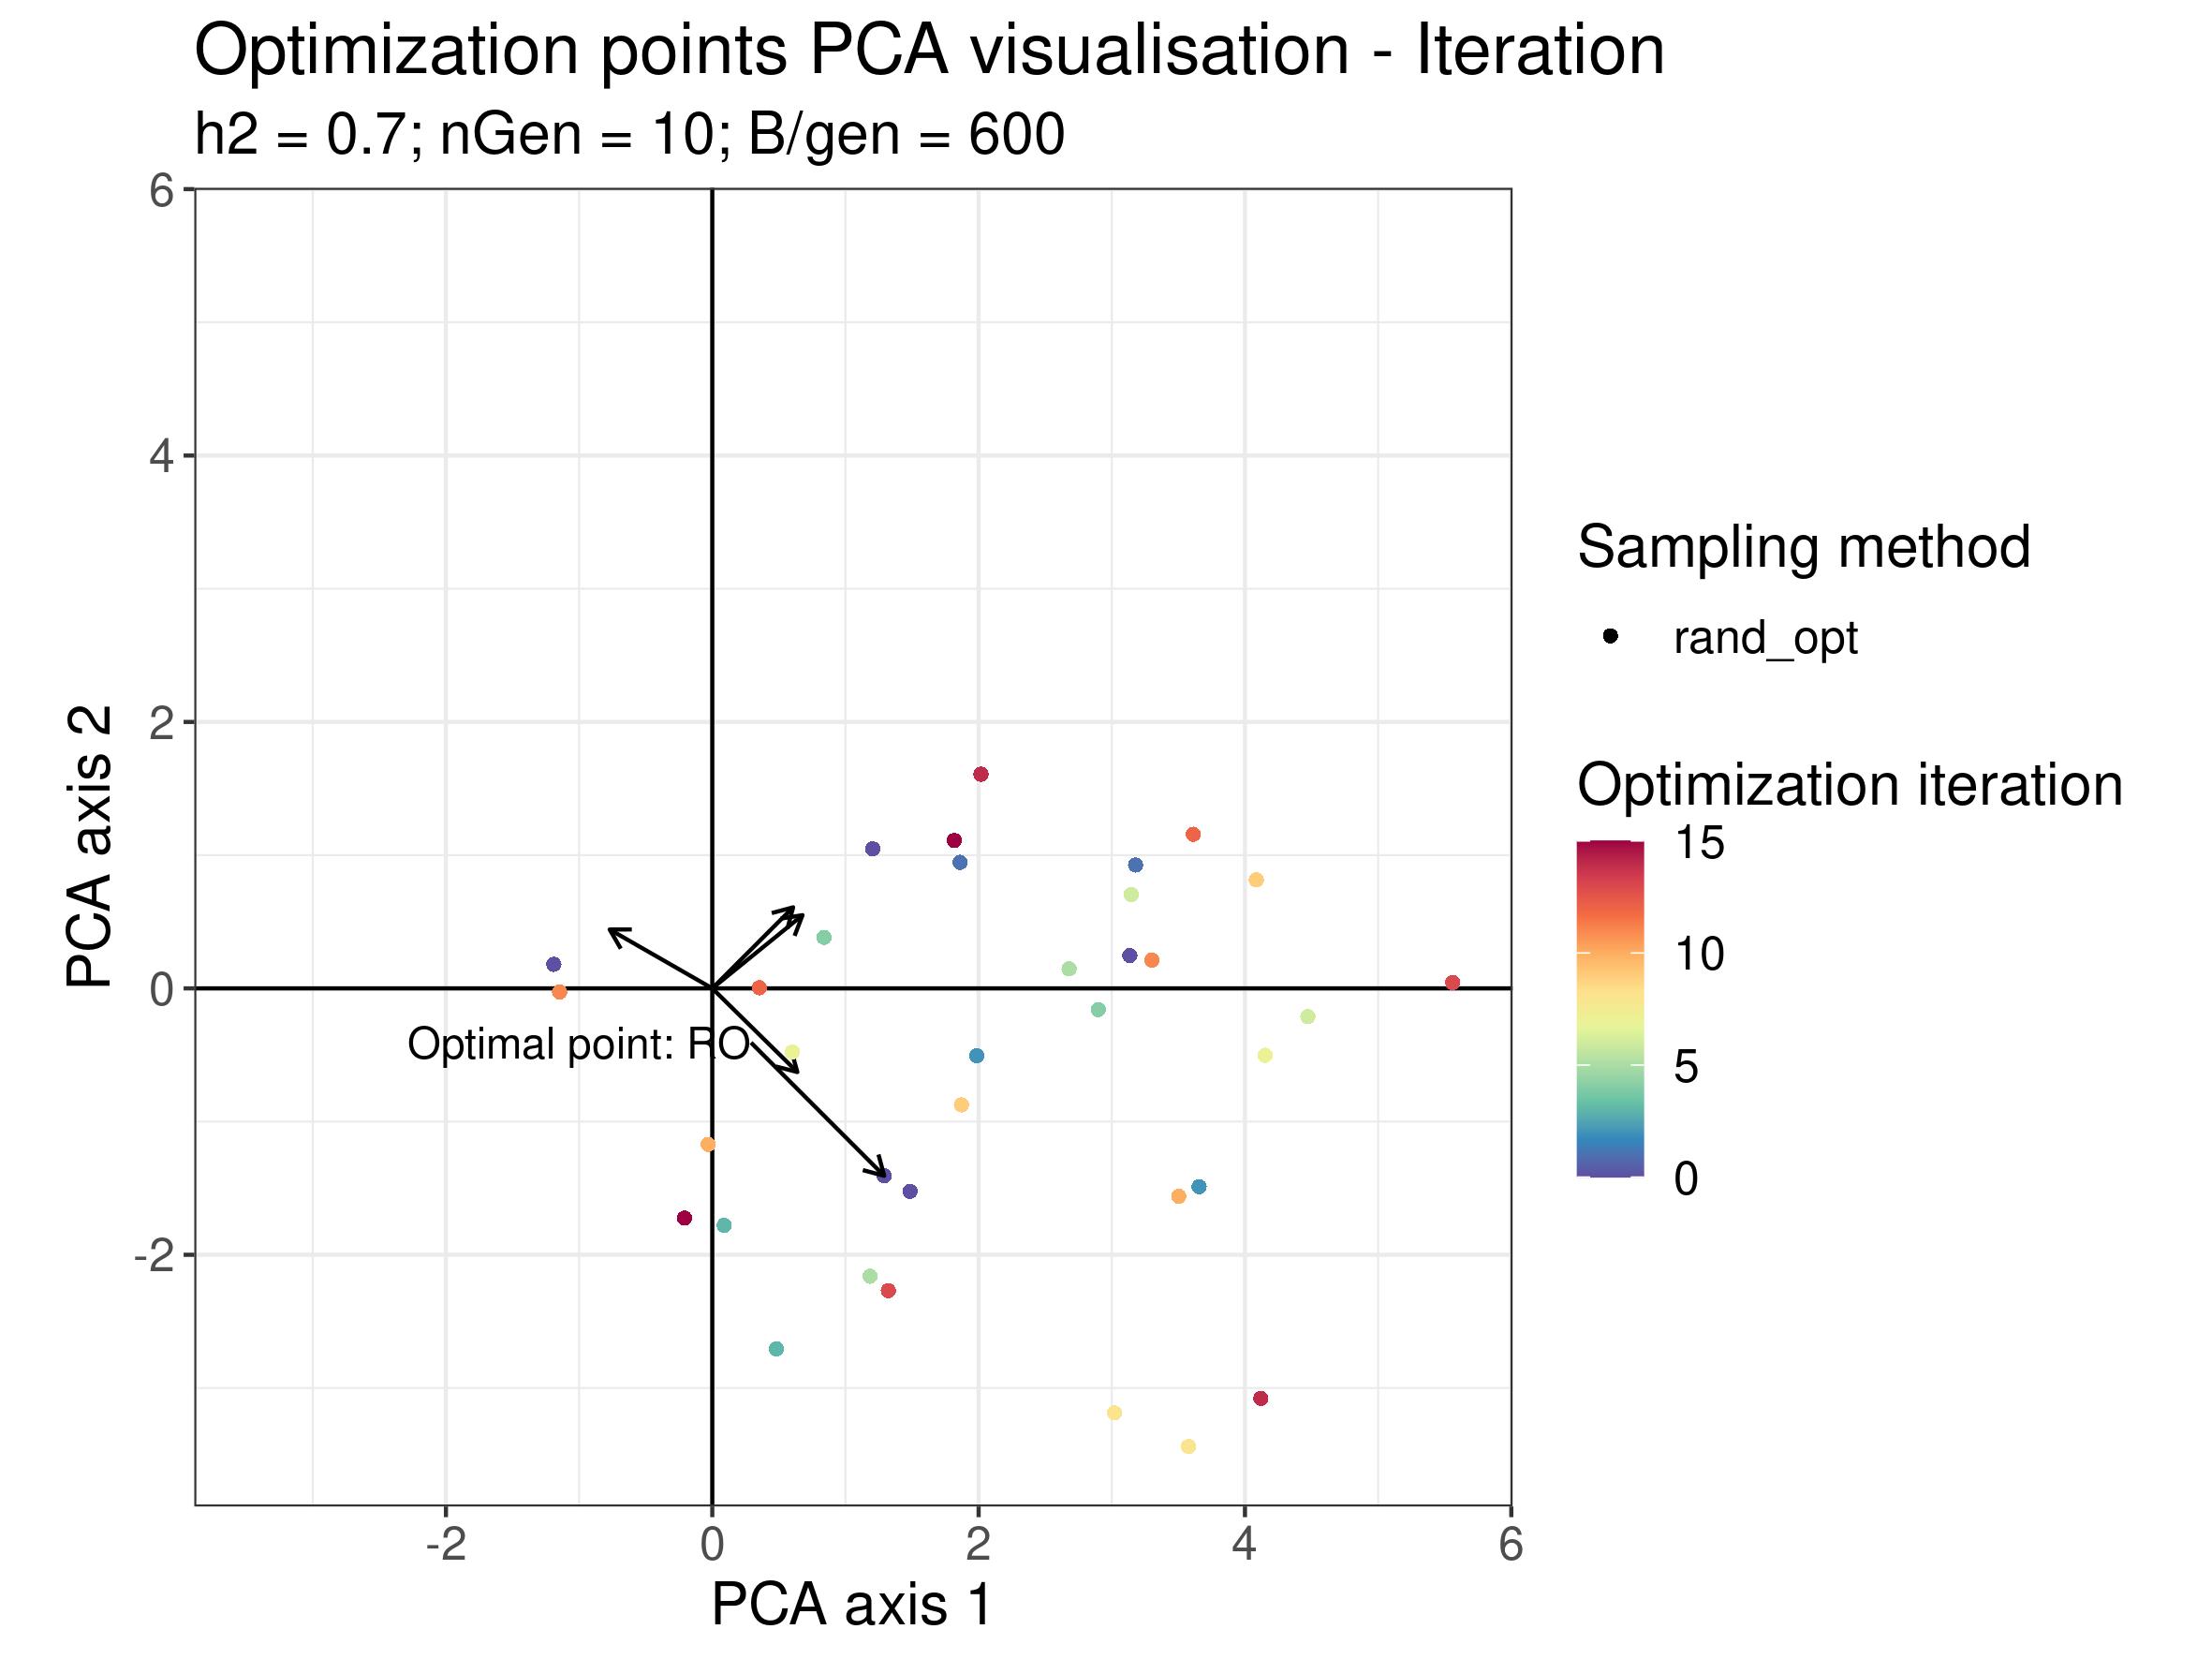 Optimization points PCA visualisation - Iteration
h2 = 0.7; nGen = 10; B/gen = 600
6
4
2
0
-2
PCA axis 2
Optimal point: RO
-2
0
2
4
6
PCA axis 1
Sampling method
rand_opt
Optimization iteration
15
10
5
0